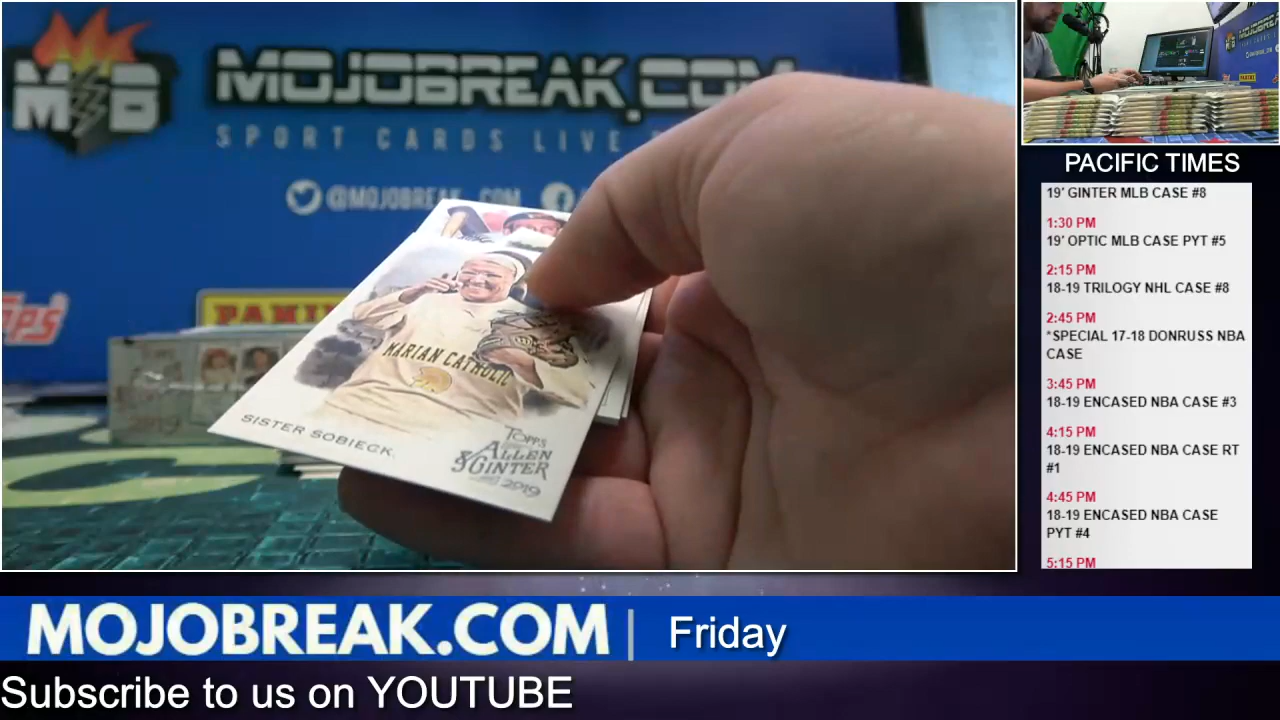 MB
MOJOBREAK.COM
SPORT CARDS LIVE
@MOJOBREAK.COM
PANINI
MARIAN CATHOLIC
SISTER SOBIECK
TOPPS
ALLEN
& GINTER
2019
PACIFIC TIMES
19' GINTER MLB CASE #8
1:30 PM
19' OPTIC MLB CASE PYT #5
2:15 PM
18-19 TRILOGY NHL CASE #8
2:45 PM
*SPECIAL 17-18 DONRUSS NBA
CASE
3:45 PM
18-19 ENCASED NBA CASE #3
4:15 PM
18-19 ENCASED NBA CASE RT
#1
4:45 PM
18-19 ENCASED NBA CASE
PYT #4
5:15 PM
MOJOBREAK.COM
Friday
Subscribe to us on YOUTUBE